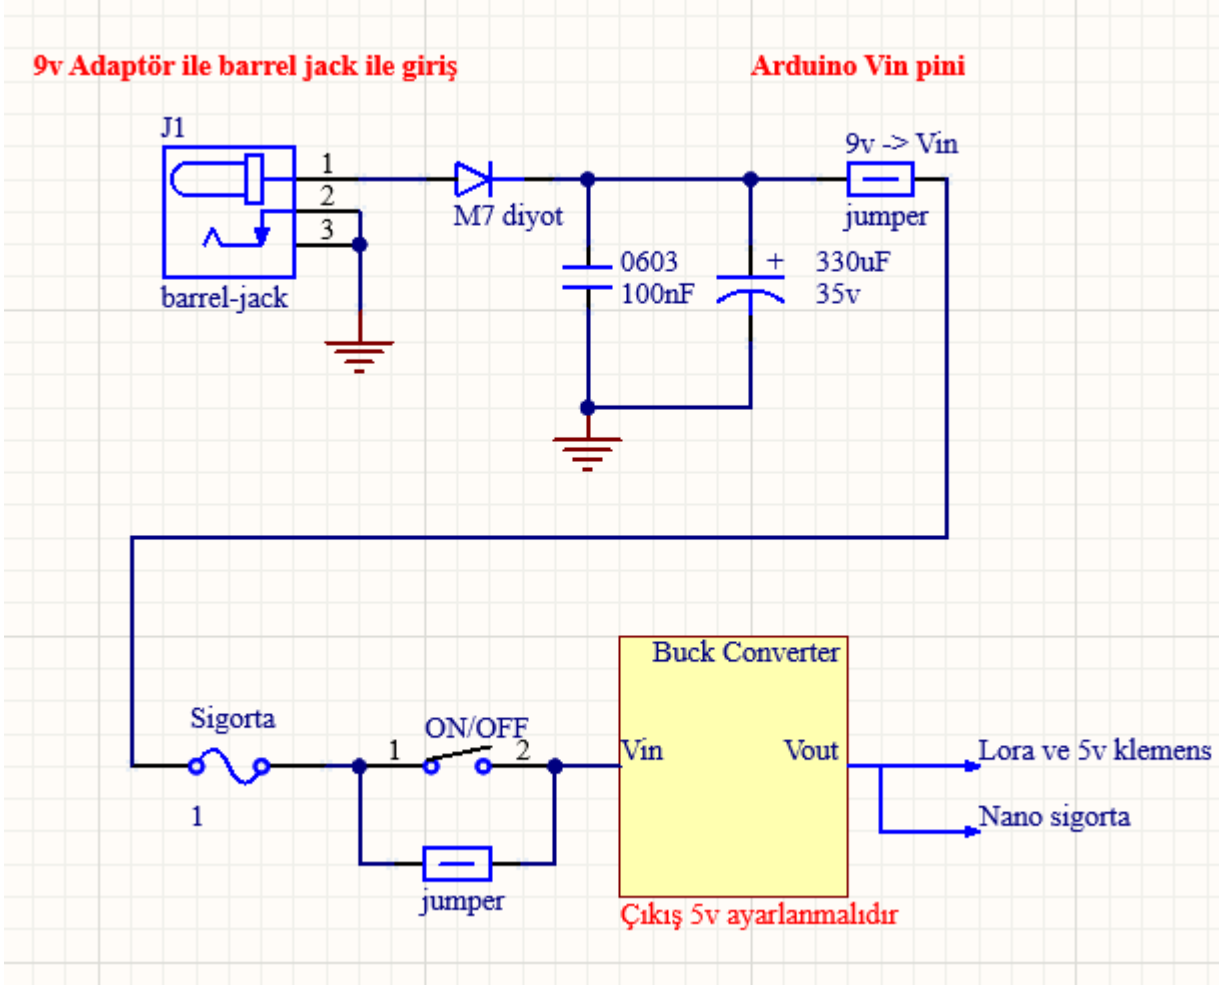 9v Adaptör ile barrel jack ile giriş
Arduino Vin pini
J1
1
2
3
barrel-jack
M7 diyot
9v -> Vin
jumper
0603
100nF
+
330uF
35v
Sigorta
1
ON/OFF
1
2
jumper
Buck Converter
Vin
Vout
Lora ve 5v klemens
Nano sigorta
Çıkış 5v ayarlanmalıdır